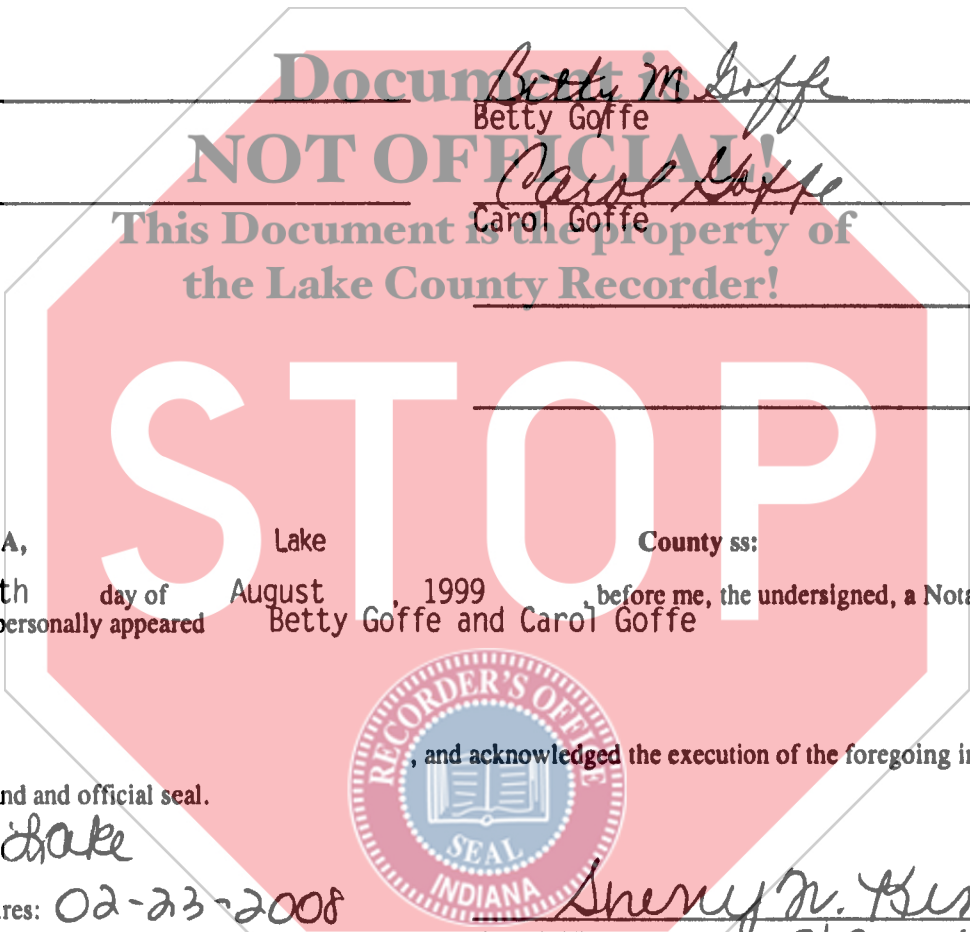 Document is
Betty M. Goffe
Betty Goffe
NOT OFFICIAL!
Carol Goffe
Carol Goffe
This Document is the property of
the Lake County Recorder!
STOP
A, Lake County ss:
th day of August , 1999 , before me, the undersigned, a Nota
personally appeared Betty Goffe and Carol Goffe
RECORDER'S OFFICE
, and acknowledged the execution of the foregoing in
nd and official seal.
Lake
SEAL
INDIANA
res: 02-23-2008
Sherry N.